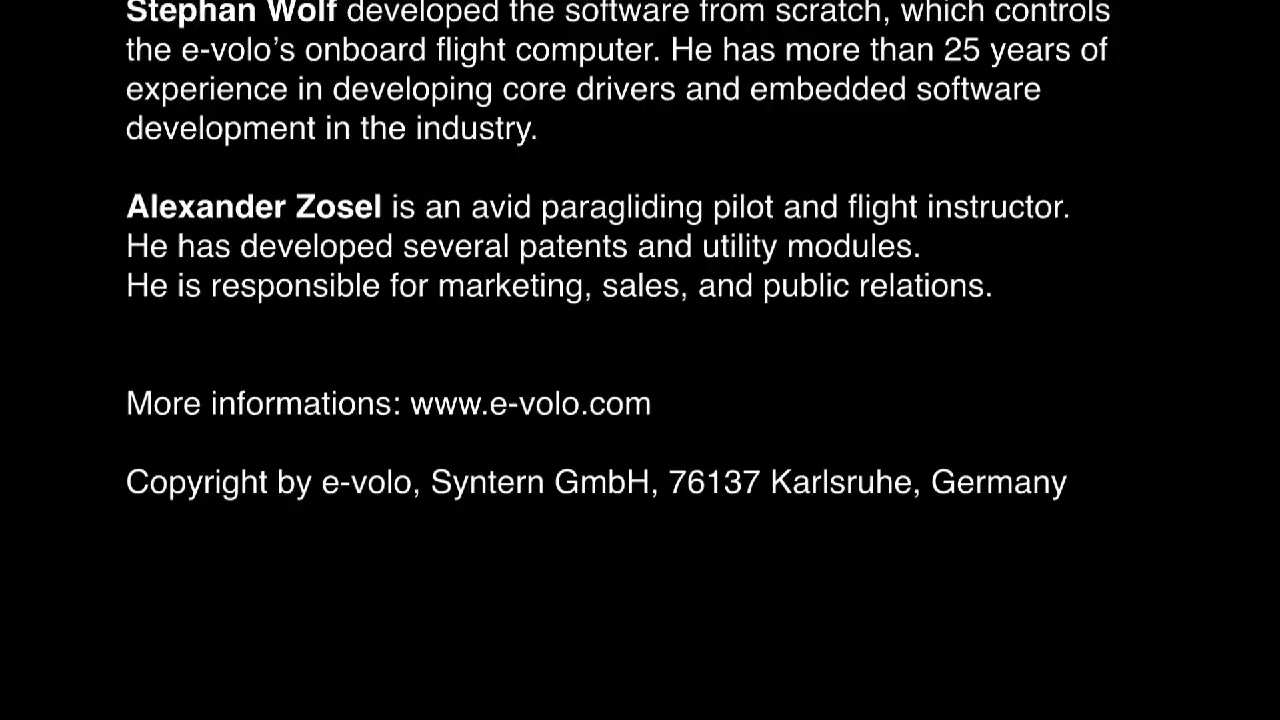 Stephan Wolf developed the software from scratch, which controls
the e-volo’s onboard flight computer. He has more than 25 years of
experience in developing core drivers and embedded software
development in the industry.
Alexander Zosel is an avid paragliding pilot and flight instructor.
He has developed several patents and utility modules.
He is responsible for marketing, sales, and public relations.
More informations: www.e-volo.com
Copyright by e-volo, Syntern GmbH, 76137 Karlsruhe, Germany